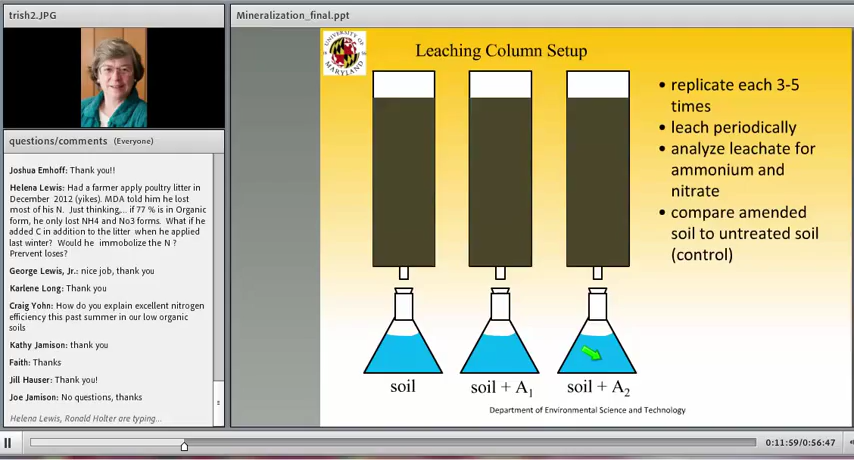 trish2.JPG
Mineralization_final.ppt
UNIVERSITY OF
MARYLAND
Leaching Column Setup
• replicate each 3-5
times
• leach periodically
• analyze leachate for
ammonium and
nitrate
• compare amended
soil to untreated soil
(control)
soil
soil + A1
soil + A2
Department of Environmental Science and Technology
questions/comments (Everyone)
Joshua Emhoff: Thank you!!
Helena Lewis: Had a farmer apply poultry litter in
December 2012 (yikes). MDA told him he lost
most of his N. Just thinking,... if 77 % is in Organic
form, he only lost NH4 and No3 forms. What if he
added C in addition to the litter when he applied
last winter? Would he immobilize the N ?
Prervent loses?
George Lewis, Jr.: nice job, thank you
Karlene Long: Thank you
Craig Yohn: How do you explain excellent nitrogen
efficiency this past summer in our low organic
soils
Kathy Jamison: thank you
Faith: Thanks
Jill Hauser: Thank you!
Joe Jamison: No questions, thanks
Helena Lewis, Ronald Holter are typing...
0:11:59/0:56:47